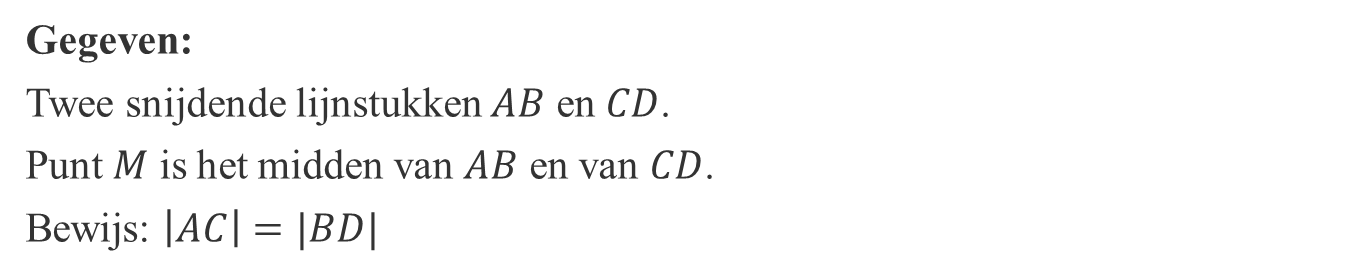 Gegeven:
Twee snijdende lijnstukken AB en CD.
Punt M is het midden van AB en van CD.
Bewijs: |AC| = |BD|